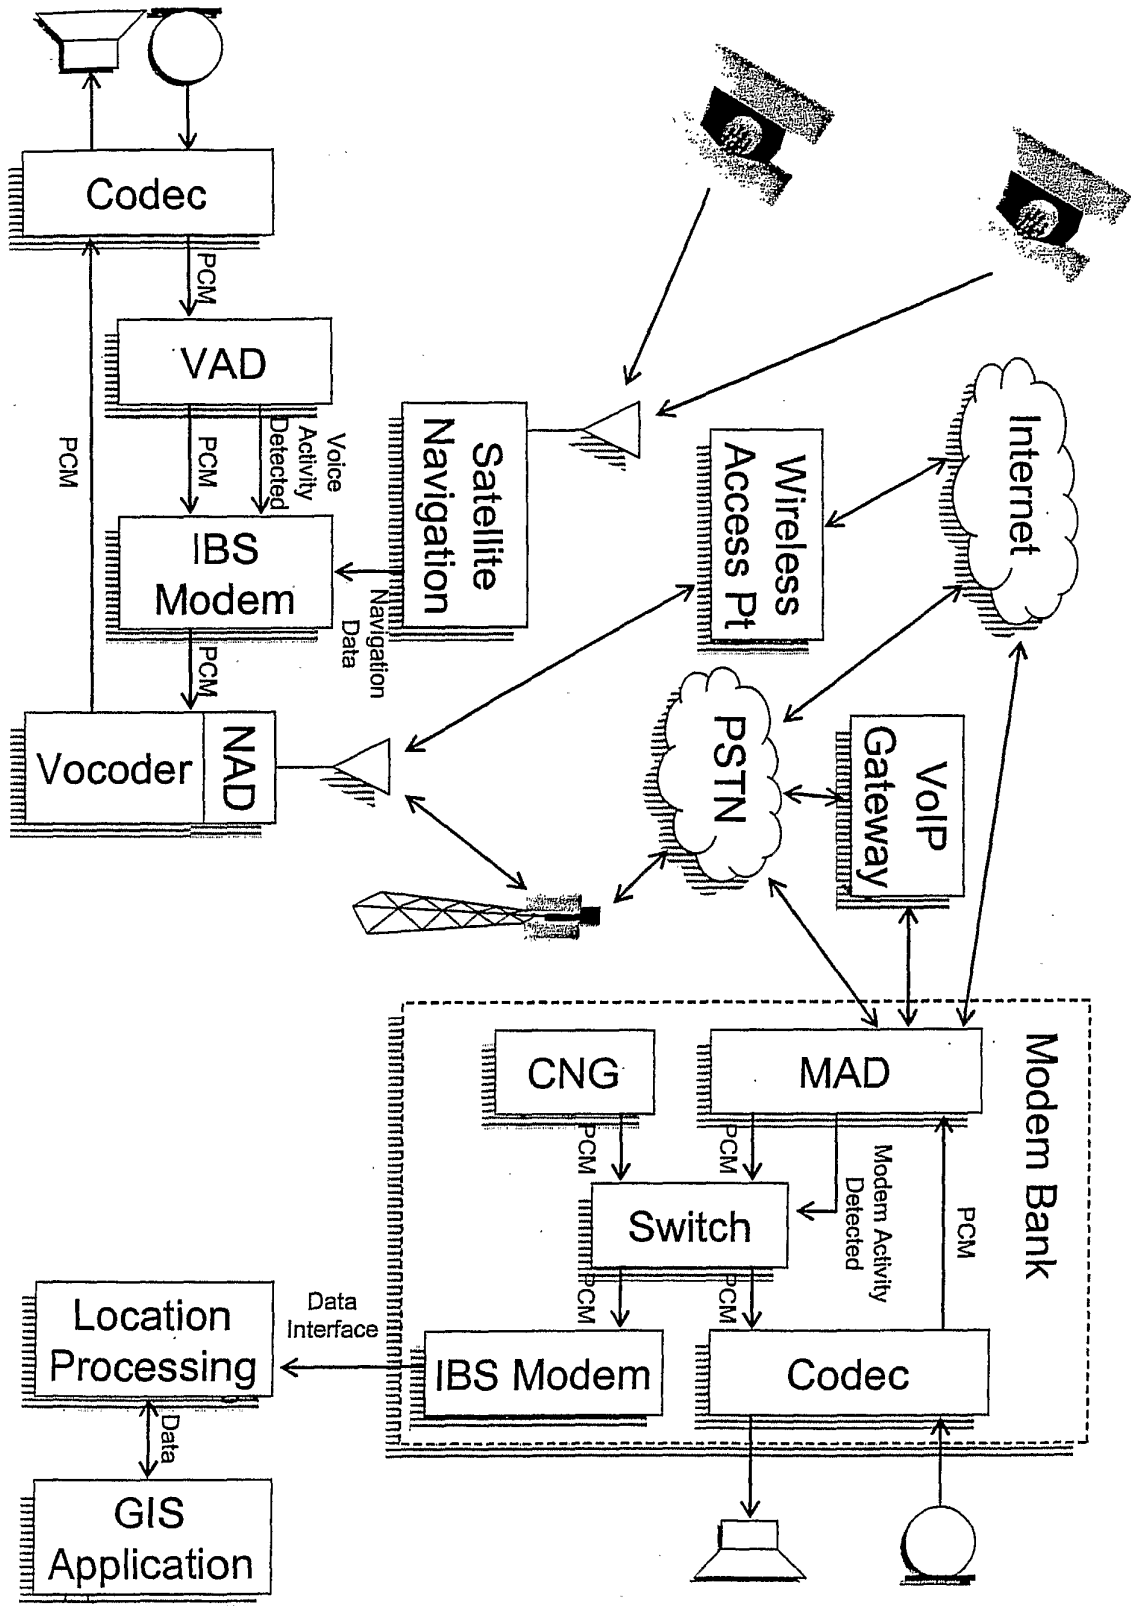 Codec
PCM
VAD
PCM
PCM
Voice
Activity
Detected
IBS
Modem
Satellite
Navigation
Navigation
Data
PCM
Vocoder
NAD
Wireless
Access Pt
Internet
PSTN
VoIP
Gateway
Modem Bank
MAD
CNG
PCM
PCM
Modem Activity
Detected
PCM
Switch
PCM
PCM
IBS Modem
Codec
Data
Interface
Location
Processing
Data
GIS
Application